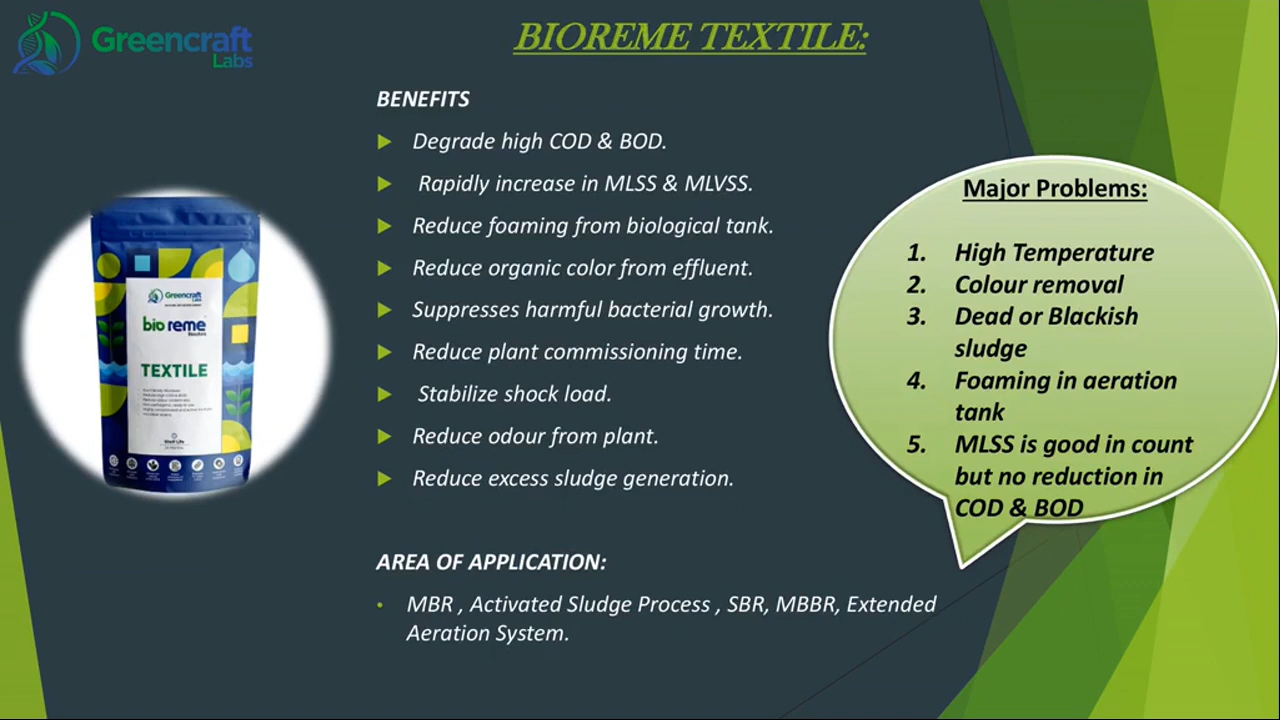 Greencraft
Labs
BIOREME TEXTILE:
BENEFITS
Degrade high COD & BOD.
Rapidly increase in MLSS & MLVSS.
Reduce foaming from biological tank.
Reduce organic color from effluent.
Suppresses harmful bacterial growth.
Reduce plant commissioning time.
Stabilize shock load.
Reduce odour from plant.
Reduce excess sludge generation.
AREA OF APPLICATION:
• MBR , Activated Sludge Process , SBR, MBBR, Extended
Aeration System.
Major Problems:
1. High Temperature
2. Colour removal
3. Dead or Blackish
sludge
4. Foaming in aeration
tank
5. MLSS is good in count
but no reduction in
COD & BOD
Greencraft
Labs
bio reme
TEXTILE
Shelf Life